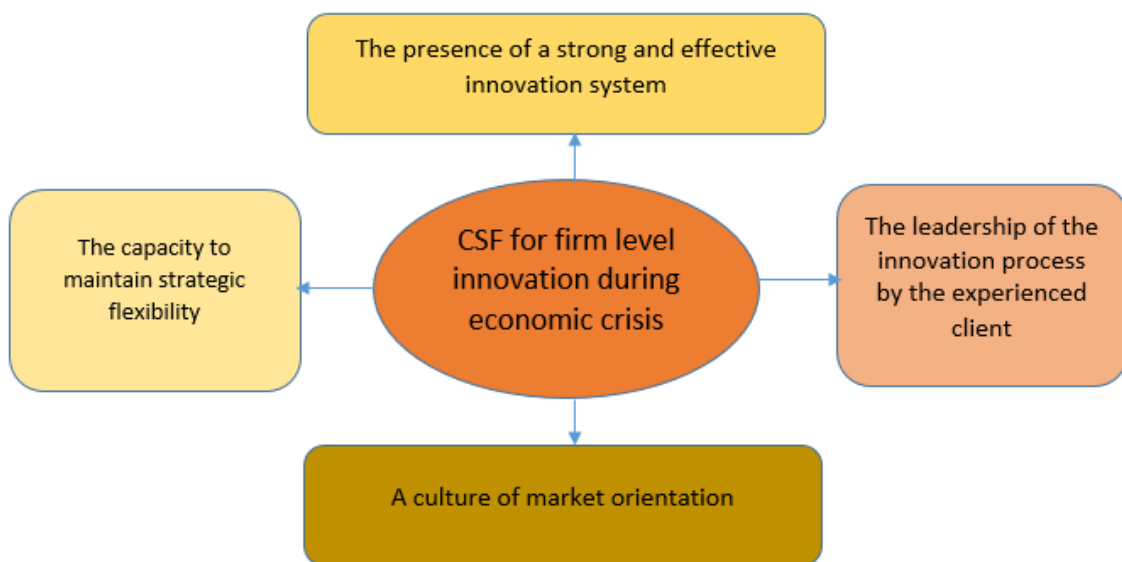 The presence of a strong and effective
innovation system
The capacity to
maintain strategic
flexibility
CSF for firm level
innovation during
economic crisis
The leadership of the
innovation process
by the experienced
client
A culture of market orientation